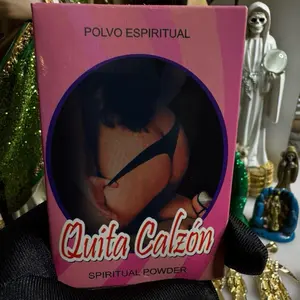 POLVO ESPIRITUAL
Quita Calzón
SPIRITUAL POWDER